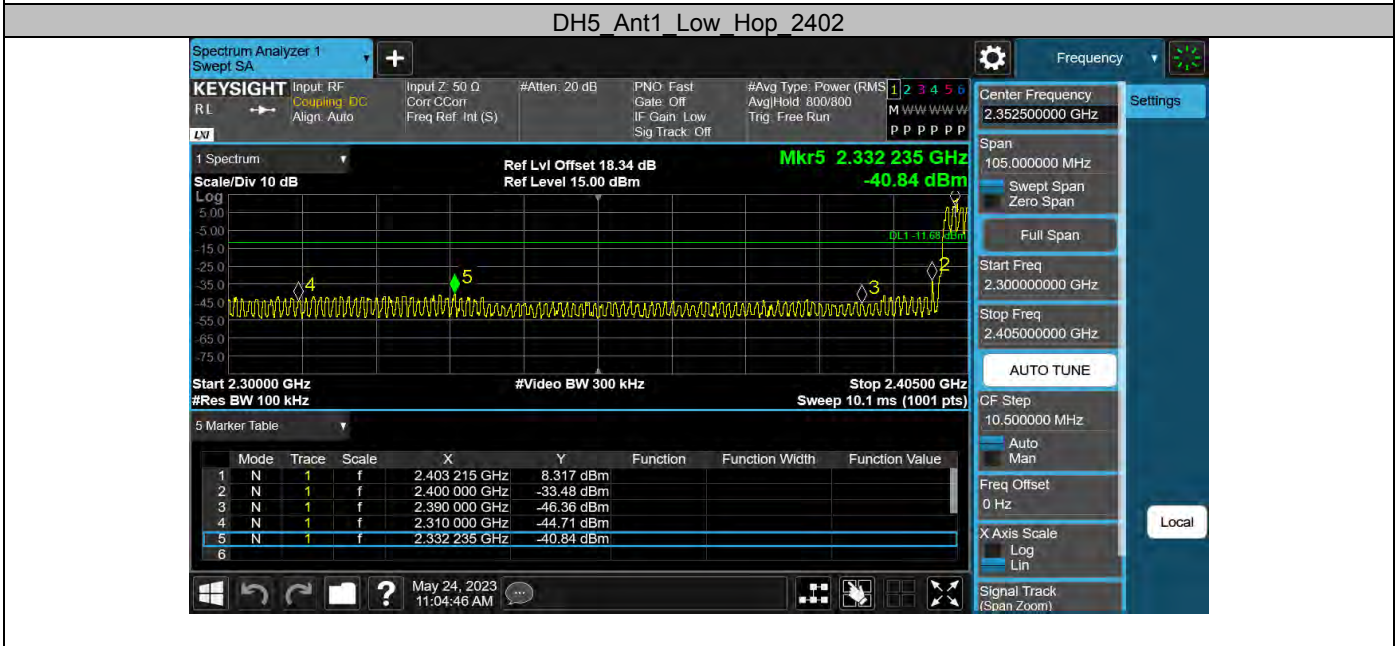 DH5_Ant1_Low_Hop_2402
Spectrum Analyzer 1
Swept SA
Frequency
KEYSIGHT
RL
LXI
Input: RF
Coupling: DC
Align: Auto
Input Z: 50 Ω
Corr CCorr
Freq Ref: Int (S)
#Atten: 20 dB
PNO: Fast
Gate: Off
IF Gain: Low
Sig Track: Off
#Avg Type: Power (RMS
Avg|Hold: 800/800
Trig: Free Run
1 2 3 4 5 6
M W W W W W
P P P P P P
1 Spectrum
Scale/Div 10 dB
Ref Lvl Offset 18.34 dB
Ref Level 15.00 dBm
Mkr5 2.332 235 GHz
-40.84 dBm
Log
5.00
-5.00
-15.0
-25.0
-35.0
-45.0
-55.0
-65.0
-75.0
DL1 -11.68 dBm
1
2
3
4
5
Start 2.30000 GHz
#Res BW 100 kHz
#Video BW 300 kHz
Stop 2.40500 GHz
Sweep 10.1 ms (1001 pts)
5 Marker Table
Mode Trace Scale X Y Function Function Width Function Value
1 N 1 f 2.403 215 GHz 8.317 dBm
2 N 1 f 2.400 000 GHz -33.48 dBm
3 N 1 f 2.390 000 GHz -46.36 dBm
4 N 1 f 2.310 000 GHz -44.71 dBm
5 N 1 f 2.332 235 GHz -40.84 dBm
6
Center Frequency
2.352500000 GHz
Settings
Span
105.000000 MHz
Swept Span
Zero Span
Full Span
Start Freq
2.300000000 GHz
Stop Freq
2.405000000 GHz
AUTO TUNE
CF Step
10.500000 MHz
Auto
Man
Freq Offset
0 Hz
X Axis Scale
Log
Lin
Local
Signal Track
(Span Zoom)
?
May 24, 2023
11:04:46 AM